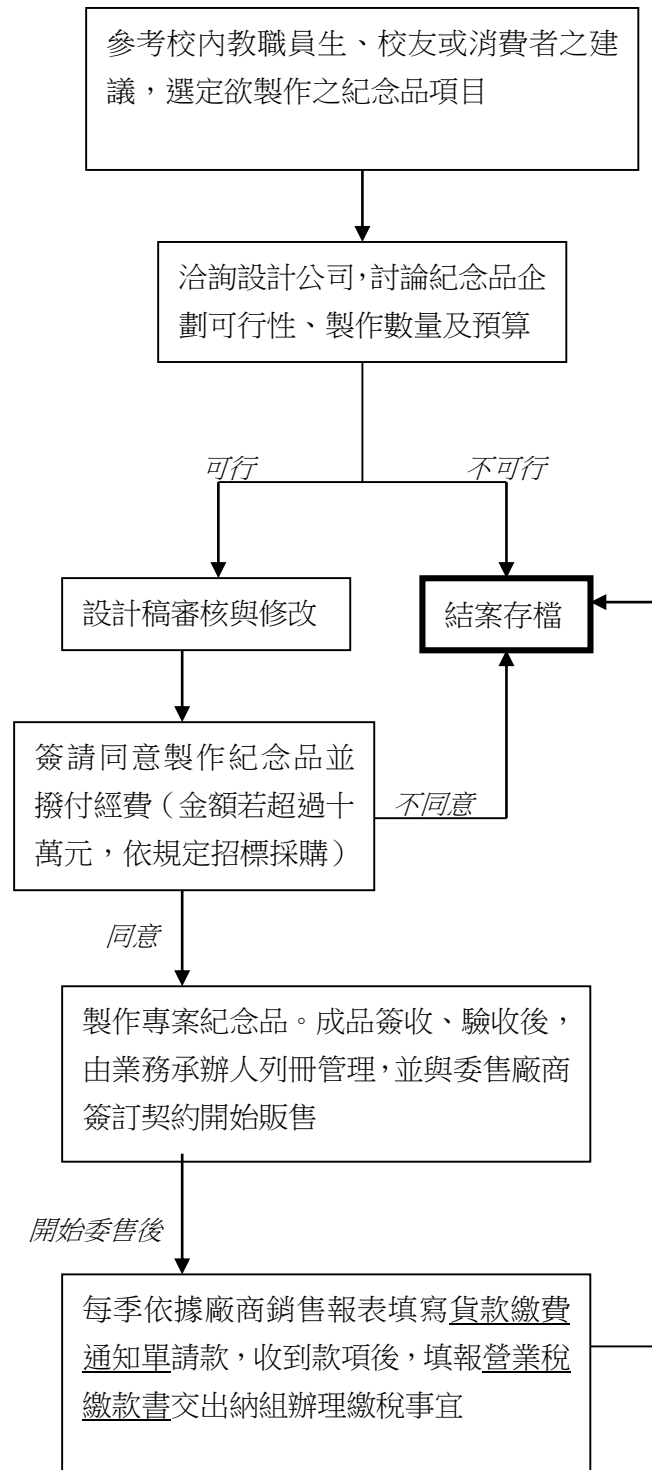 參考校內教職員生、校友或消費者之建
議，選定欲製作之紀念品項目
洽詢設計公司，討論紀念品企
劃可行性、製作數量及預算
可行
不可行
設計稿審核與修改
結案存檔
簽請同意製作紀念品並
撥付經費（金額若超過十
萬元，依規定招標採購）
不同意
同意
製作專案紀念品。成品簽收、驗收後，
由業務承辦人列冊管理，並與委售廠商
簽訂契約開始販售
開始委售後
每季依據廠商銷售報表填寫貨款繳費
通知單請款，收到款項後，填報營業稅
繳款書交出納組辦理繳稅事宜